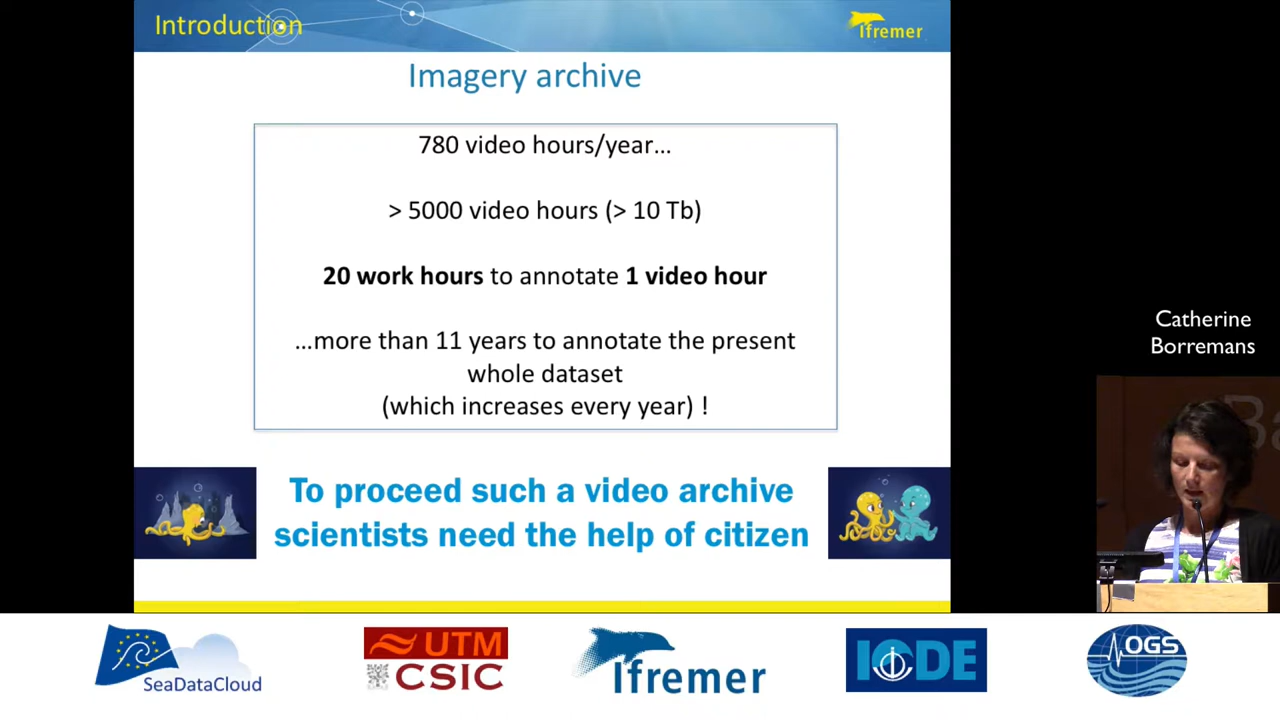 Introduction
Ifremer
Imagery archive
780 video hours/year...
> 5000 video hours (> 10 Tb)
20 work hours to annotate 1 video hour
...more than 11 years to annotate the present
whole dataset
(which increases every year) !
To proceed such a video archive
scientists need the help of citizen
Catherine
Borremans
Ba
SeaDataCloud
UTM
CSIC
Ifremer
IODE
OGS